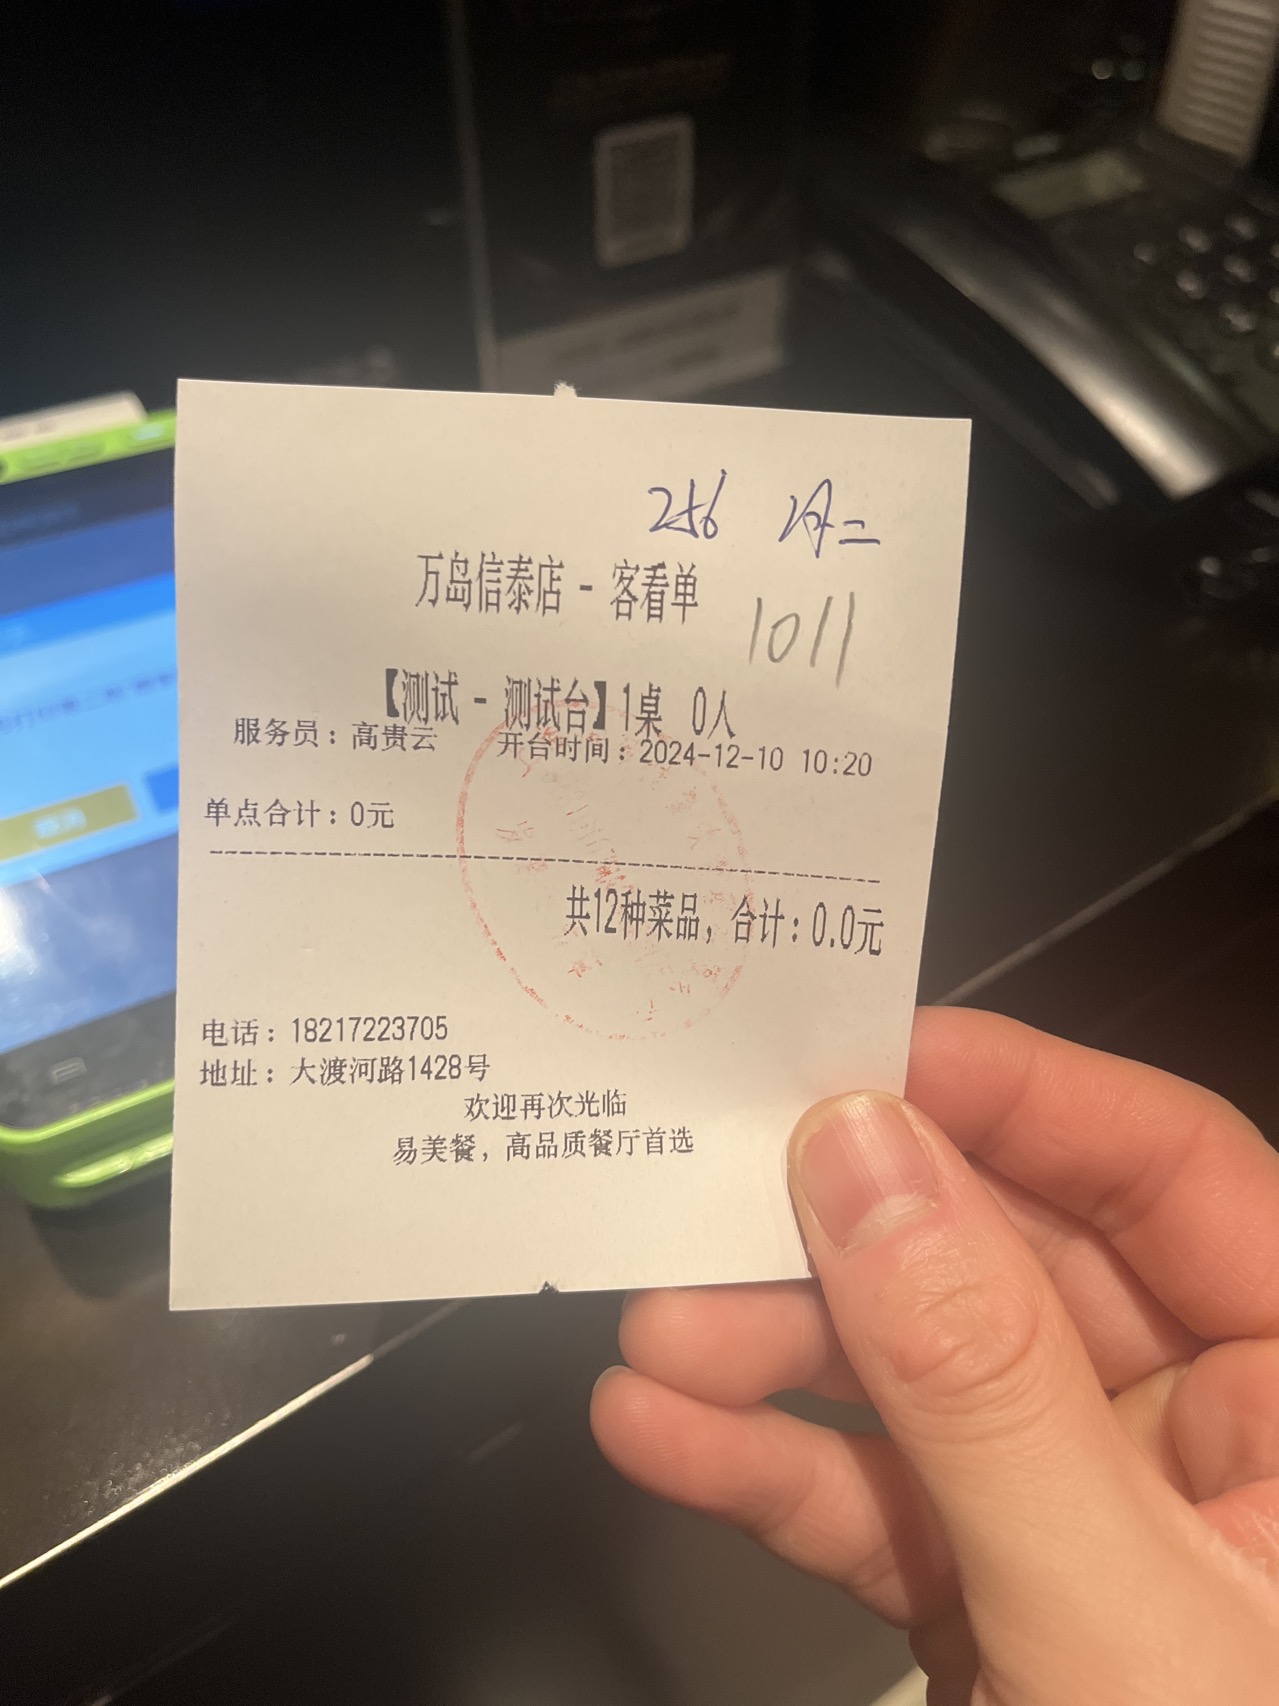 256
1011
万岛信泰店 - 客看单
【测试 - 测试台】1桌 0人
服务员：高贵云 开台时间：2024-12-10 10:20
单点合计：0元
共12种菜品，合计：0.0元
电话：18217223705
地址：大渡河路1428号
欢迎再次光临
易美餐，高品质餐厅首选